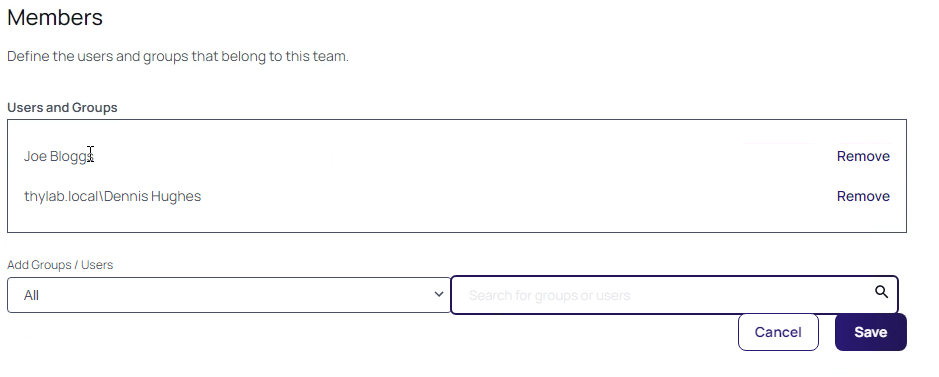 Members
Define the users and groups that belong to this team.
Users and Groups
Joe Bloggs
Remove
thylab.local\Dennis Hughes
Remove
Add Groups / Users
All
Search for groups or users
Cancel
Save